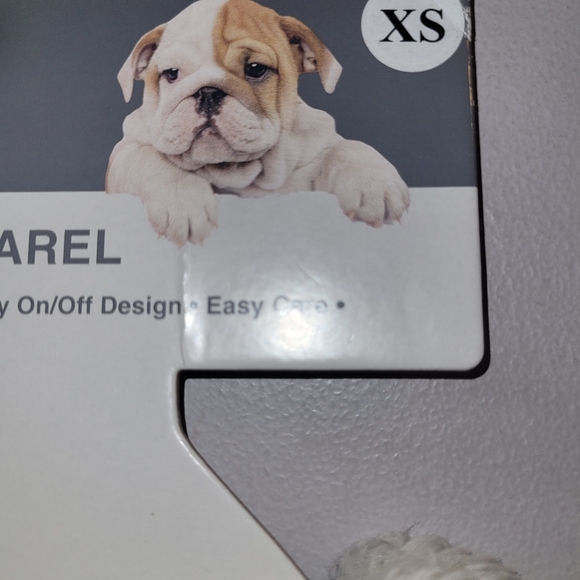 XS
AREL
y On/Off Design • Easy Care •